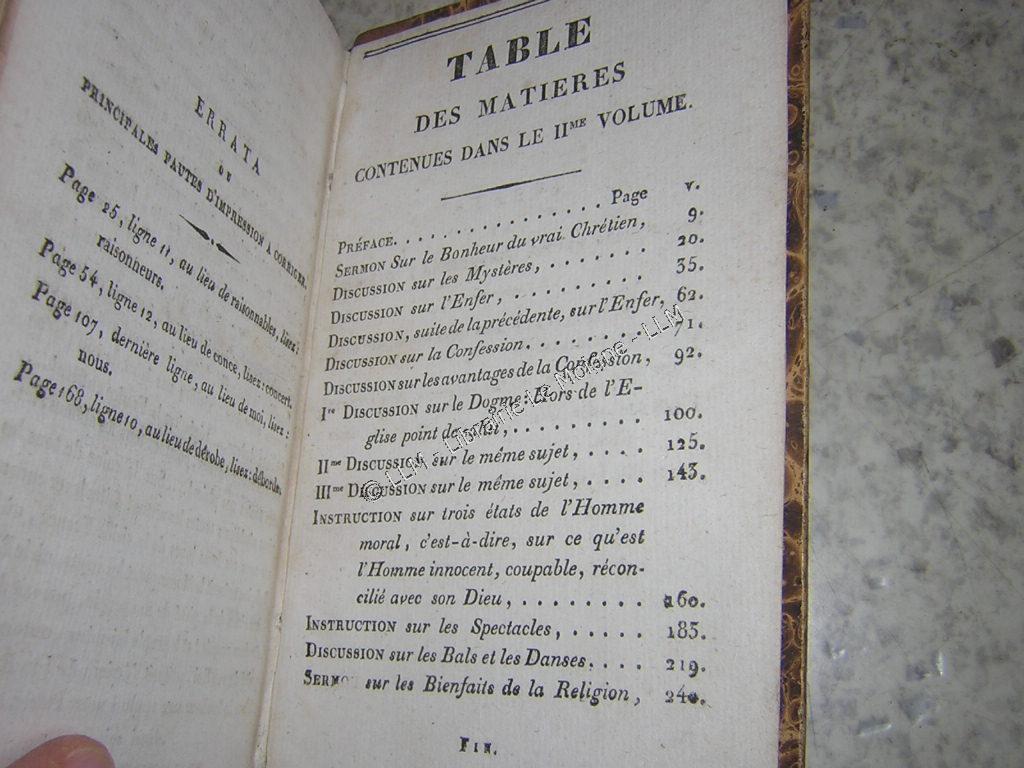 ERRATA
OU
PRINCIPALES FAUTES D'IMPRESSION A CORRIGER.
Page 25, ligne 11, au lieu de raisonnables, lisez :
raisonneurs.
Page 54, ligne 12, au lieu de conce, lisez : concert.
Page 107, dernière ligne, au lieu de moi, lisez :
nous.
Page 168, ligne 10, au lieu de dérobe, lisez : déborde.
TABLE
DES MATIERES
CONTENUES DANS LE IIME VOLUME.
PRÉFACE. . . . . . . . . . . . . Page v.
SERMON Sur le Bonheur du vrai Chrétien, 9.
DISCUSSION sur les Mystères, . . . . . . . 20.
DISCUSSION sur l'Enfer, . . . . . . . . . 35.
DISCUSSION, suite de la précédente, sur l'Enfer, 62.
DISCUSSION sur la Confession. . . . . . . . 71.
DISCUSSION sur les avantages de la Confession, 92.
Ire DISCUSSION sur le Dogme : Hors de l'E-
glise point de salut, . . . . . . . . . 100.
IIme DISCUSSION sur le même sujet, . . . . 125.
IIIme DISCUSSION sur le même sujet, . . . . 143.
INSTRUCTION sur trois états de l'Homme
moral, c'est-à-dire, sur ce qu'est
l'Homme innocent, coupable, récon-
cilié avec son Dieu, . . . . . . . . 160.
INSTRUCTION sur les Spectacles, . . . . . 183.
DISCUSSION sur les Bals et les Danses. . . . 219.
SERMON sur les Bienfaits de la Religion, 240.
FIN.
© LLM - Librairie La Molène - LLM